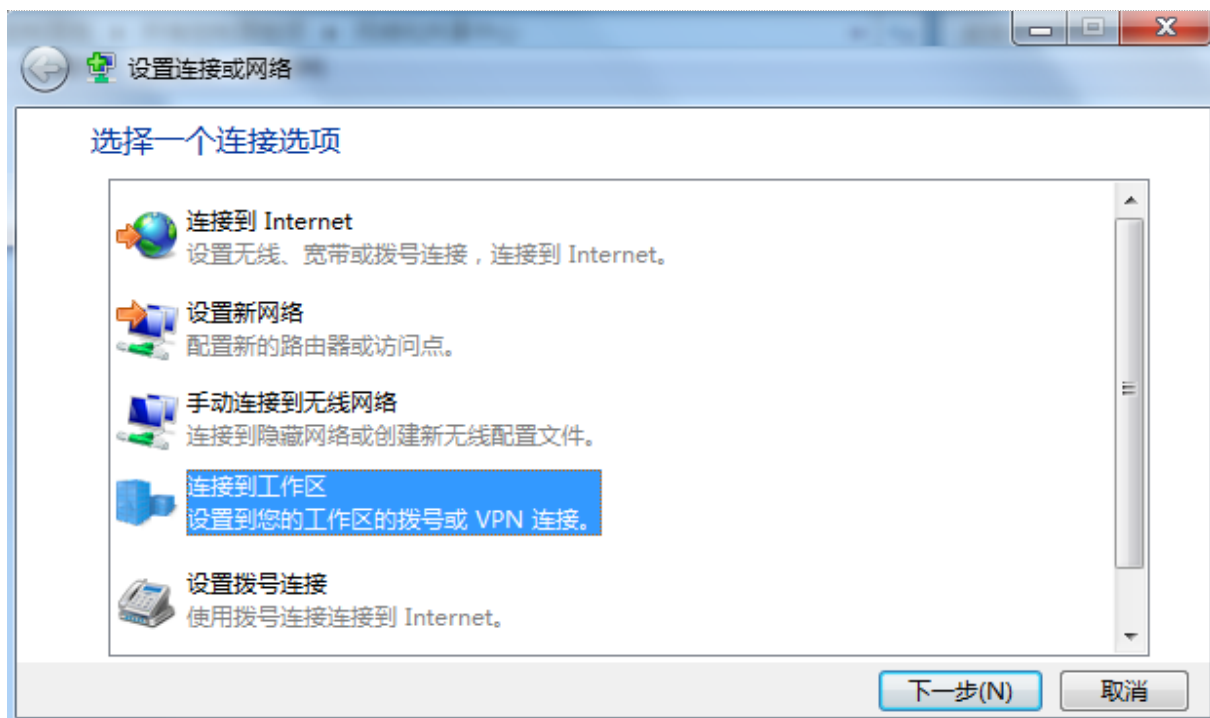 设置连接或网络
选择一个连接选项
连接到 Internet
设置无线、宽带或拨号连接，连接到 Internet。
设置新网络
配置新的路由器或访问点。
手动连接到无线网络
连接到隐藏网络或创建新无线配置文件。
连接到工作区
设置到您的工作区的拨号或 VPN 连接。
设置拨号连接
使用拨号连接连接到 Internet。
下一步(N) 取消